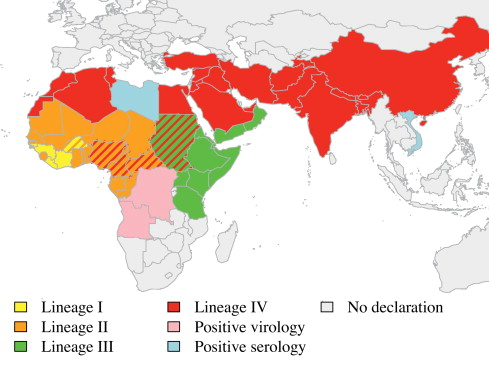 Lineage I
Lineage II
Lineage III
Lineage IV
Positive virology
Positive serology
No declaration